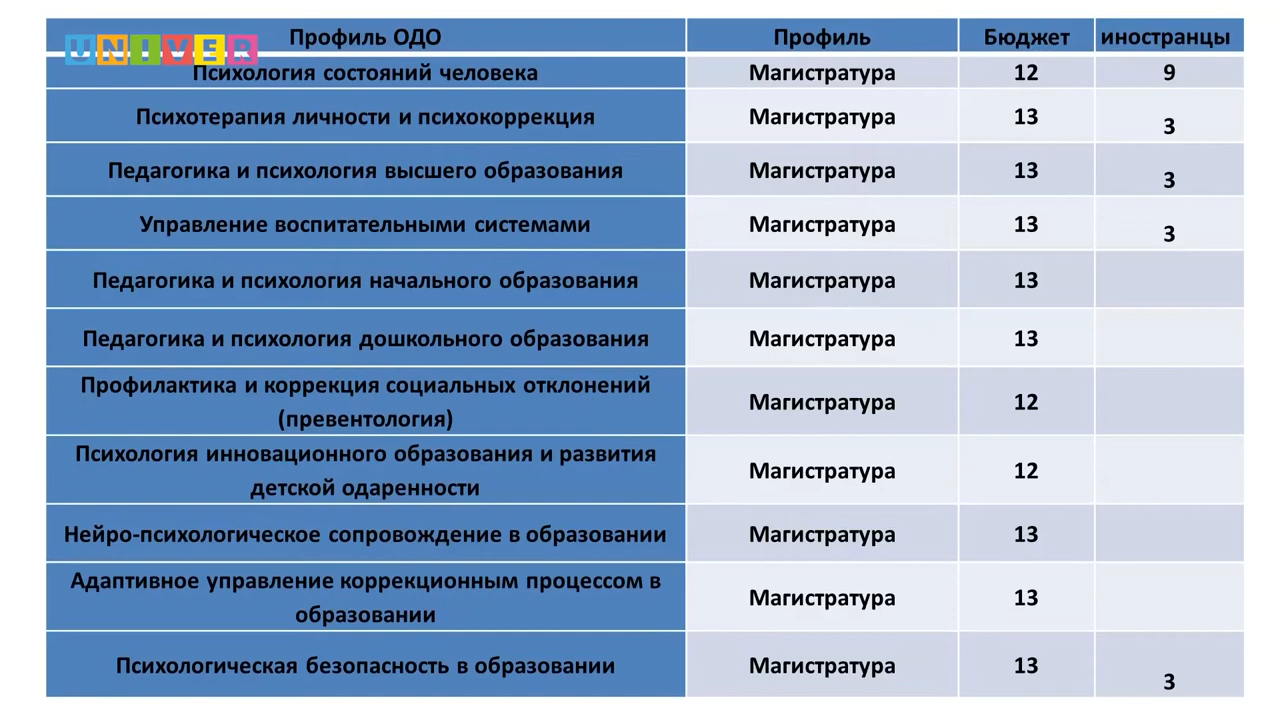 UNIVER
Профиль ОДО Профиль Бюджет иностранцы
Психология состояний человека Магистратура 12 9
Психотерапия личности и психокоррекция Магистратура 13 3
Педагогика и психология высшего образования Магистратура 13 3
Управление воспитательными системами Магистратура 13 3
Педагогика и психология начального образования Магистратура 13
Педагогика и психология дошкольного образования Магистратура 13
Профилактика и коррекция социальных отклонений
(превентология) Магистратура 12
Психология инновационного образования и развития
детской одаренности Магистратура 12
Нейро-психологическое сопровождение в образовании Магистратура 13
Адаптивное управление коррекционным процессом в
образовании Магистратура 13
Психологическая безопасность в образовании Магистратура 13 3